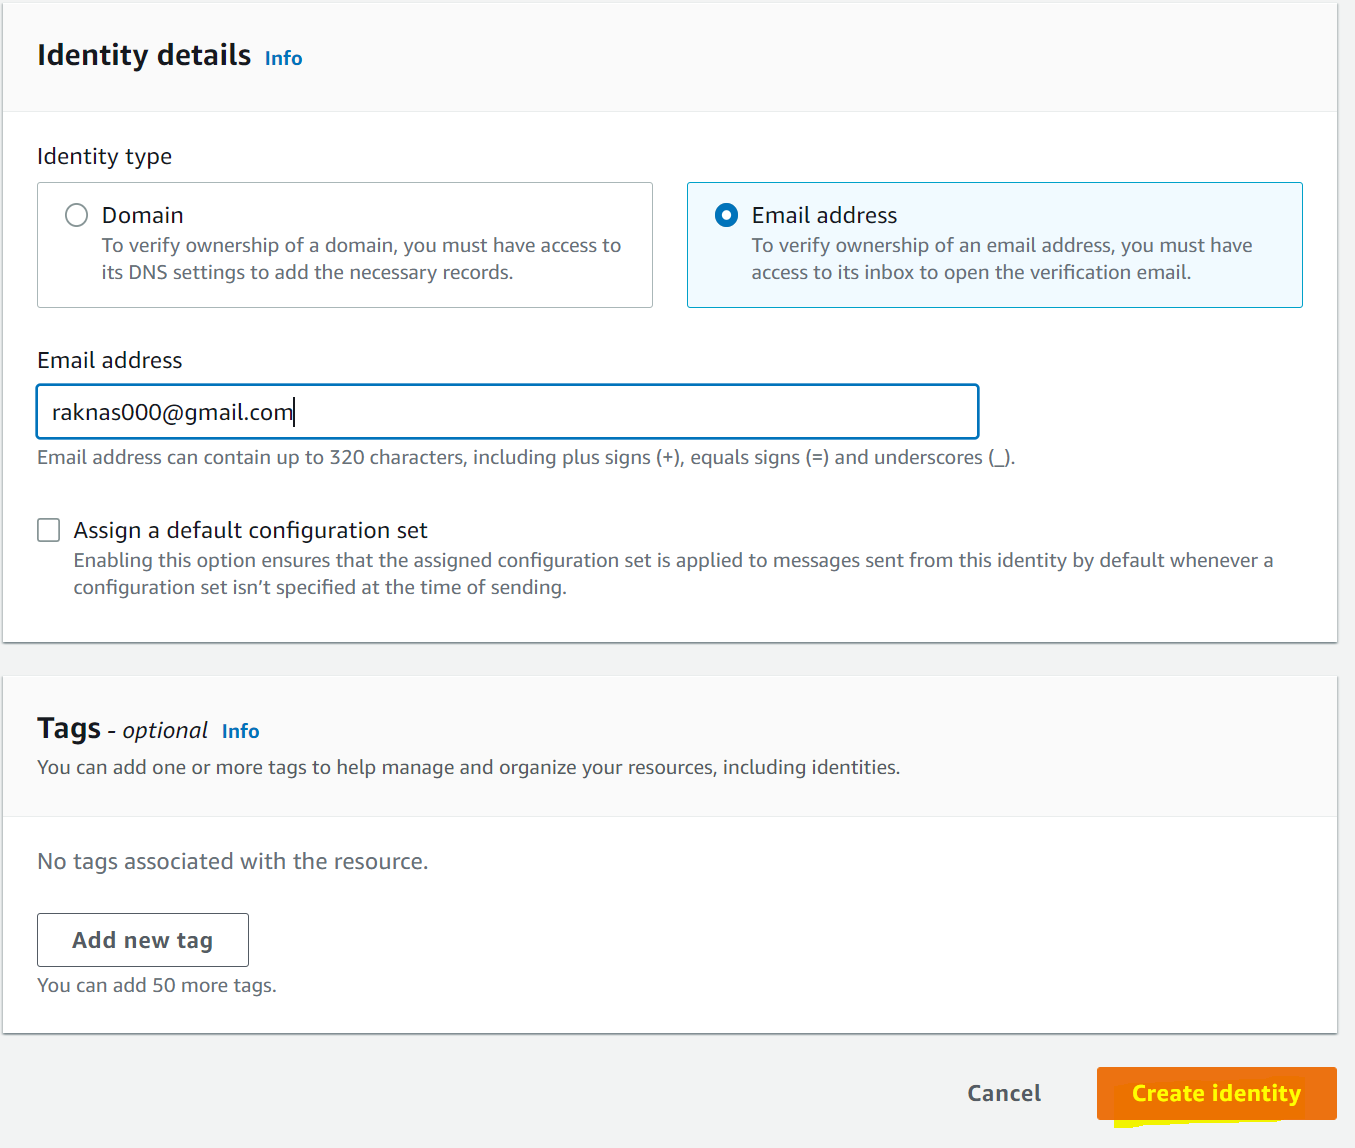 Identity details Info
Identity type
Domain
To verify ownership of a domain, you must have access to
its DNS settings to add the necessary records.
Email address
To verify ownership of an email address, you must have
access to its inbox to open the verification email.
Email address
raknas000@gmail.com
Email address can contain up to 320 characters, including plus signs (+), equals signs (=) and underscores (_).
Assign a default configuration set
Enabling this option ensures that the assigned configuration set is applied to messages sent from this identity by default whenever a
configuration set isn’t specified at the time of sending.
Tags - optional Info
You can add one or more tags to help manage and organize your resources, including identities.
No tags associated with the resource.
Add new tag
You can add 50 more tags.
Cancel Create identity